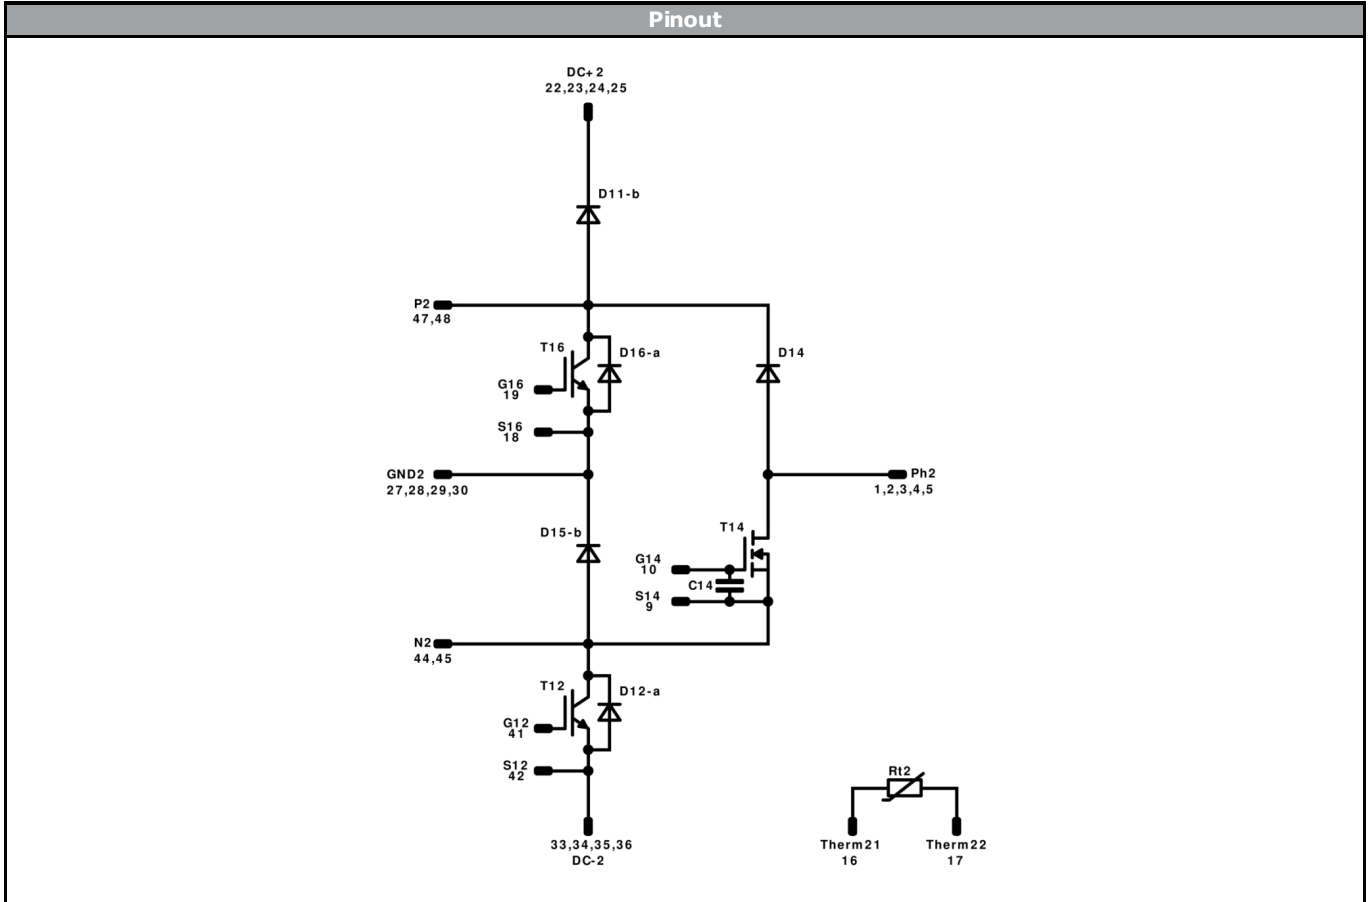 Pinout
DC+2
22,23,24,25
D11-b
P2
47,48
T16
D16-a
D14
G16
19
S16
18
GND2
27,28,29,30
Ph2
1,2,3,4,5
D15-b
T14
G14
10
C14
S14
9
N2
44,45
T12
D12-a
G12
41
S12
42
Rt2
33,34,35,36
DC-2
Therm21
16
Therm22
17